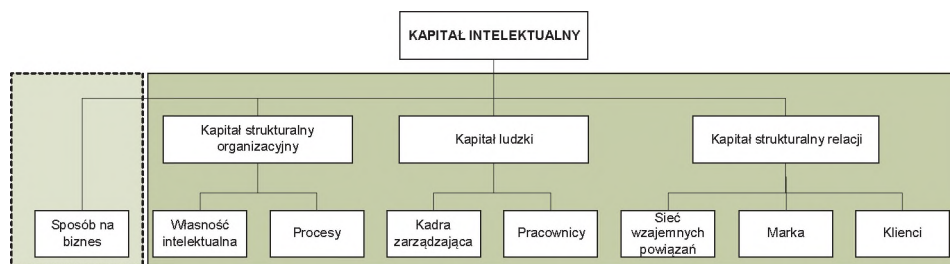 KAPITAŁ INTELEKTUALNY
Kapitał strukturalny
organizacyjny
Kapitał ludzki
Kapitał strukturalny relacji
Sposób na
biznes
Własność
intelektualna
Procesy
Kadra
zarządzająca
Pracownicy
Sieć
wzajemnych
powiązań
Marka
Klienci